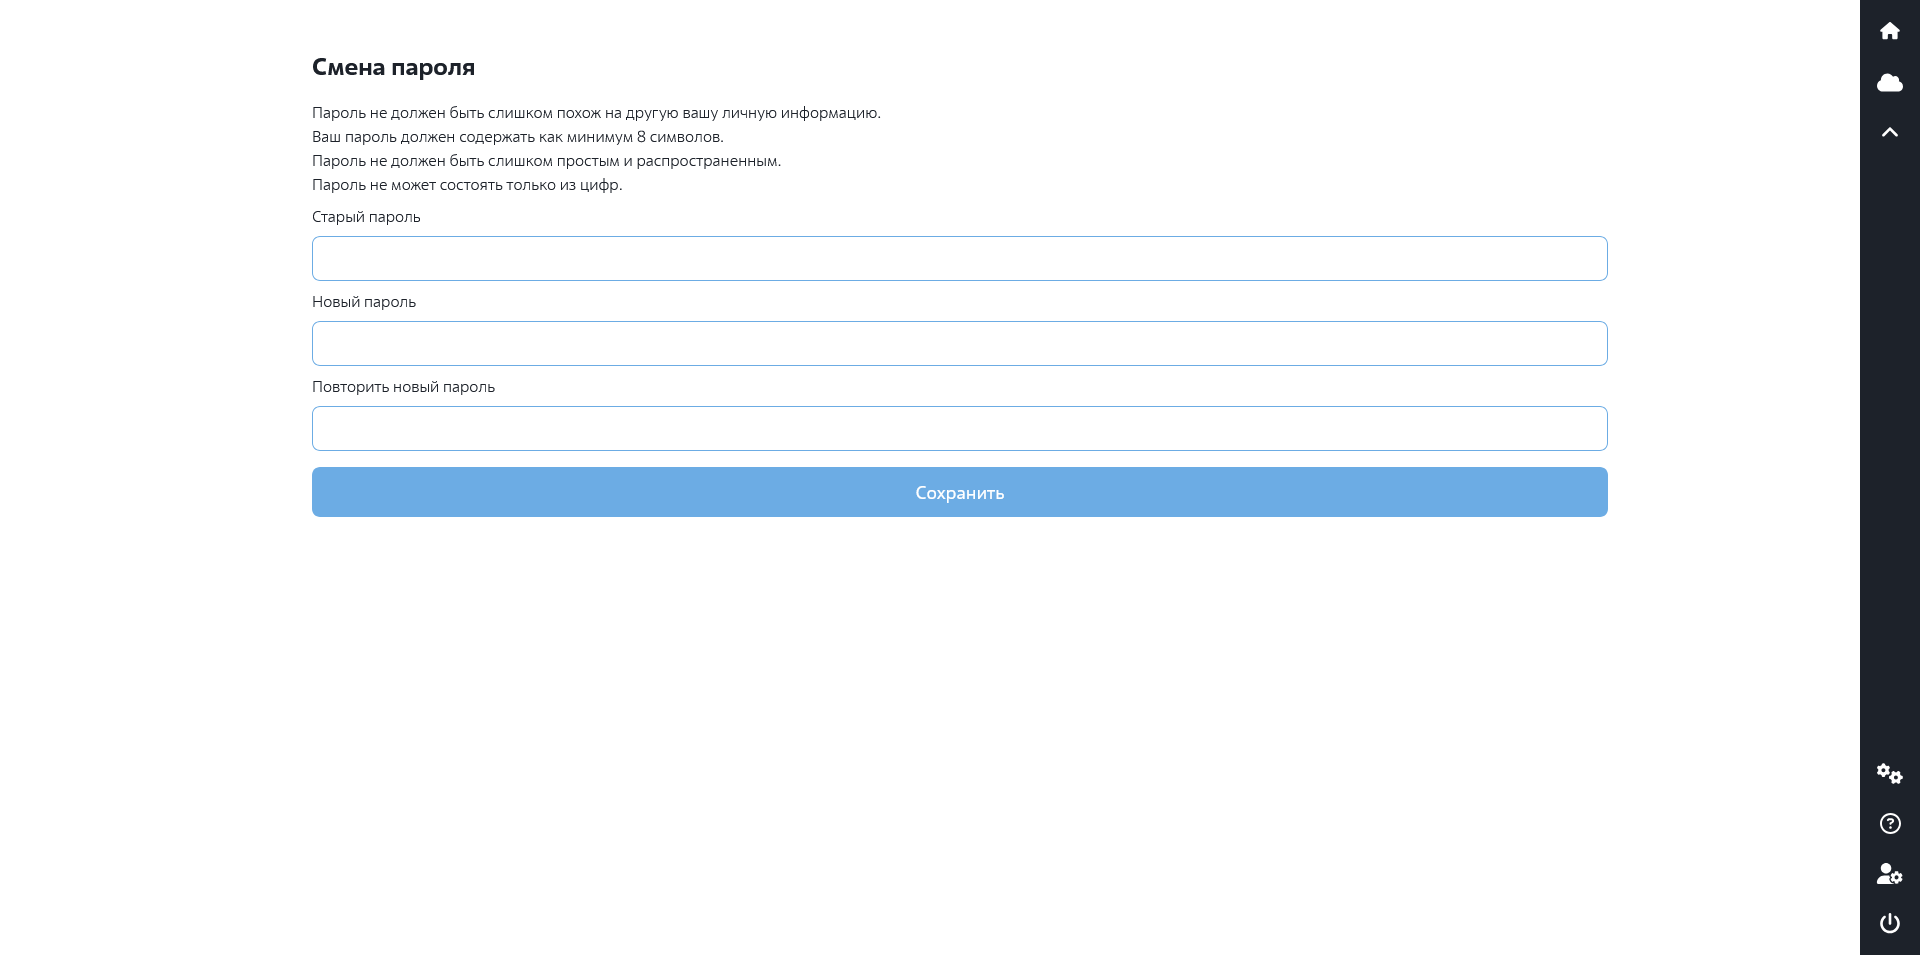 Смена пароля
Пароль не должен быть слишком похож на другую вашу личную информацию.
Ваш пароль должен содержать как минимум 8 символов.
Пароль не должен быть слишком простым и распространенным.
Пароль не может состоять только из цифр.
Старый пароль
Новый пароль
Повторить новый пароль
Сохранить